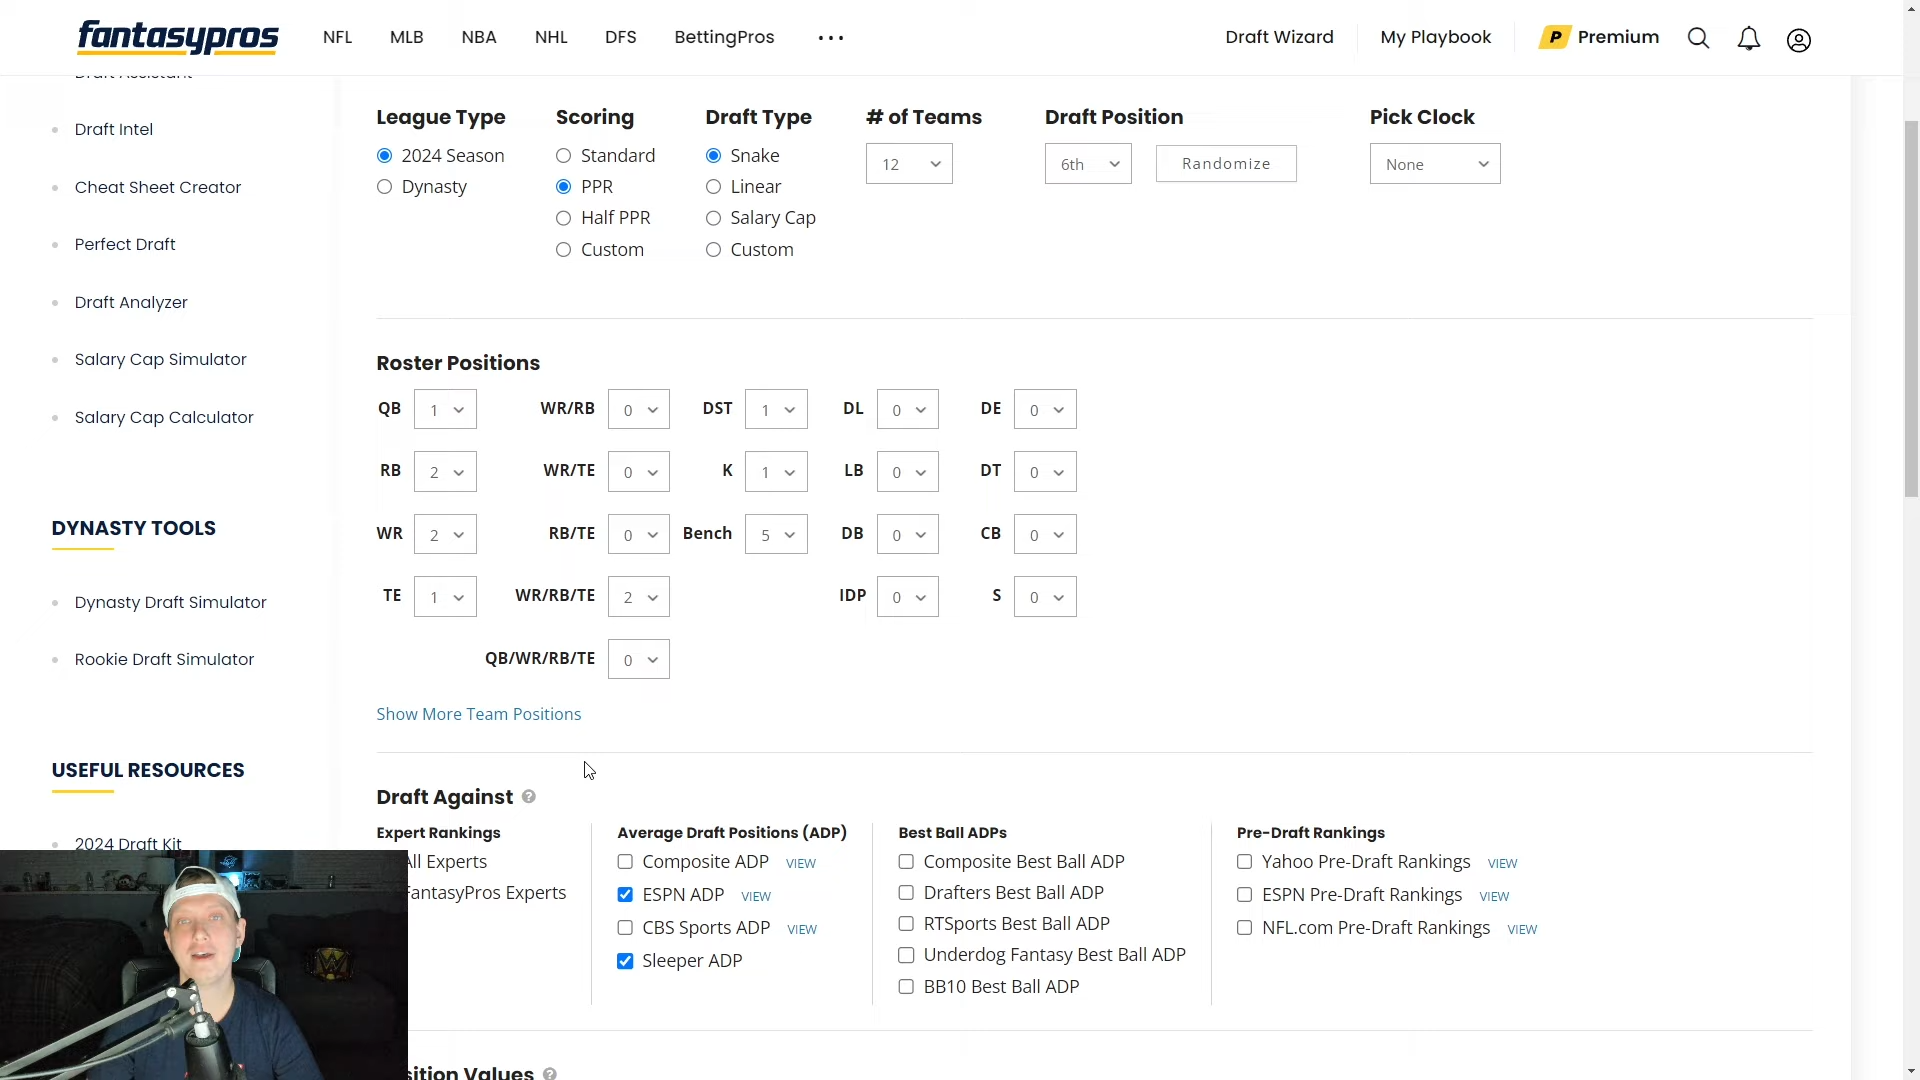 fantasypros NFL MLB NBA NHL DFS BettingPros ... Draft Wizard My Playbook P Premium
Draft Assistant
Draft Intel
Cheat Sheet Creator
Perfect Draft
Draft Analyzer
Salary Cap Simulator
Salary Cap Calculator
DYNASTY TOOLS
Dynasty Draft Simulator
Rookie Draft Simulator
USEFUL RESOURCES
2024 Draft Kit
League Type Scoring Draft Type # of Teams Draft Position Pick Clock
2024 Season Standard Snake 12 6th Randomize None
Dynasty PPR Linear
Half PPR Salary Cap
Custom Custom
Roster Positions
QB 1 WR/RB 0 DST 1 DL 0 DE 0
RB 2 WR/TE 0 K 1 LB 0 DT 0
WR 2 RB/TE 0 Bench 5 DB 0 CB 0
TE 1 WR/RB/TE 2 IDP 0 S 0
QB/WR/RB/TE 0
Show More Team Positions
Draft Against ?
Expert Rankings Average Draft Positions (ADP) Best Ball ADPs Pre-Draft Rankings
All Experts Composite ADP VIEW Composite Best Ball ADP Yahoo Pre-Draft Rankings VIEW
FantasyPros Experts ESPN ADP VIEW Drafters Best Ball ADP ESPN Pre-Draft Rankings VIEW
CBS Sports ADP VIEW RTSports Best Ball ADP NFL.com Pre-Draft Rankings VIEW
Sleeper ADP Underdog Fantasy Best Ball ADP
BB10 Best Ball ADP
sition Values ?